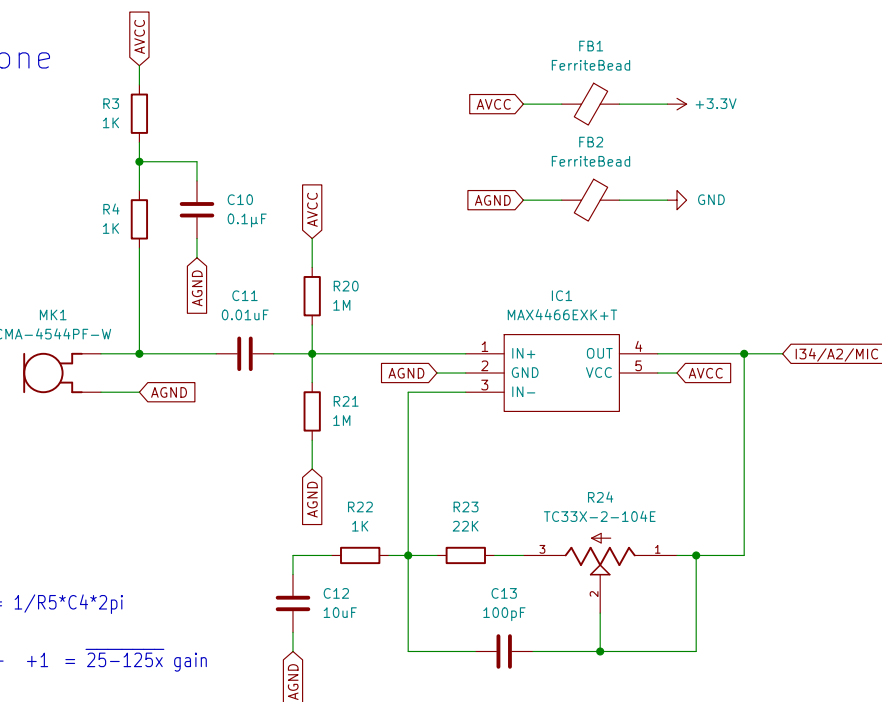 one
AVCC
R3
1K
R4
1K
C10
0.1µF
AGND
AVCC
FB1
FerriteBead
AVCC
+3.3V
FB2
FerriteBead
AGND
GND
MK1
CMA-4544PF-W
AGND
C11
0.01uF
R20
1M
R21
1M
AGND
IC1
MAX4466EXK+T
1
IN+
OUT
4
AGND
2
GND
VCC
5
AVCC
3
IN-
I34/A2/MIC
R22
1K
R23
22K
R24
TC33X-2-104E
3
1
2
C12
10uF
C13
100pF
AGND
= 1/R5*C4*2pi
+1 = 25-125x gain